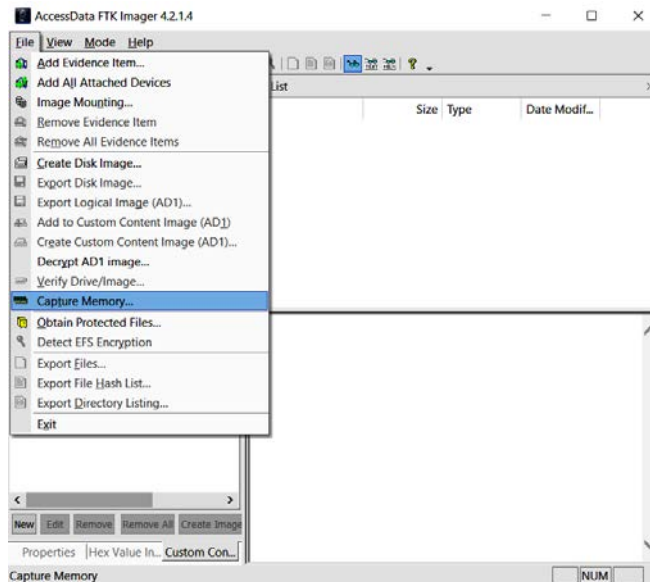 AccessData FTK Imager 4.2.1.4
File View Mode Help
Add Evidence Item...
Add All Attached Devices
Image Mounting...
Remove Evidence Item
Remove All Evidence Items
Create Disk Image...
Export Disk Image...
Export Logical Image (AD1)...
Add to Custom Content Image (AD1)
Create Custom Content Image (AD1)...
Decrypt AD1 image...
Verify Drive/Image...
Capture Memory...
Obtain Protected Files...
Detect EFS Encryption
Export Files...
Export File Hash List...
Export Directory Listing...
Exit
List
Size Type Date Modif...
New Edit Remove Remove All Create Image
Properties Hex Value In... Custom Con...
Capture Memory NUM